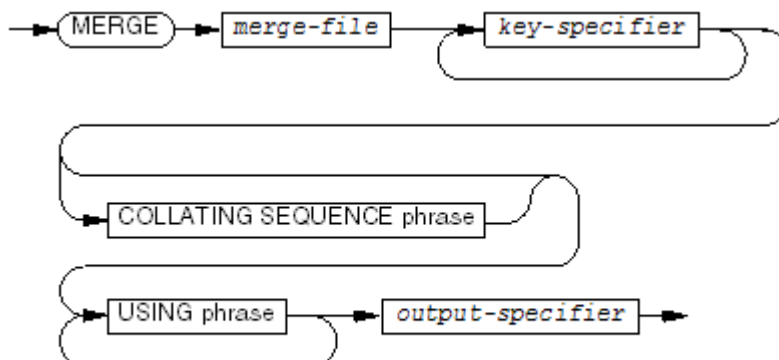 MERGE merge-file key-specifier
COLLATING SEQUENCE phrase
USING phrase output-specifier